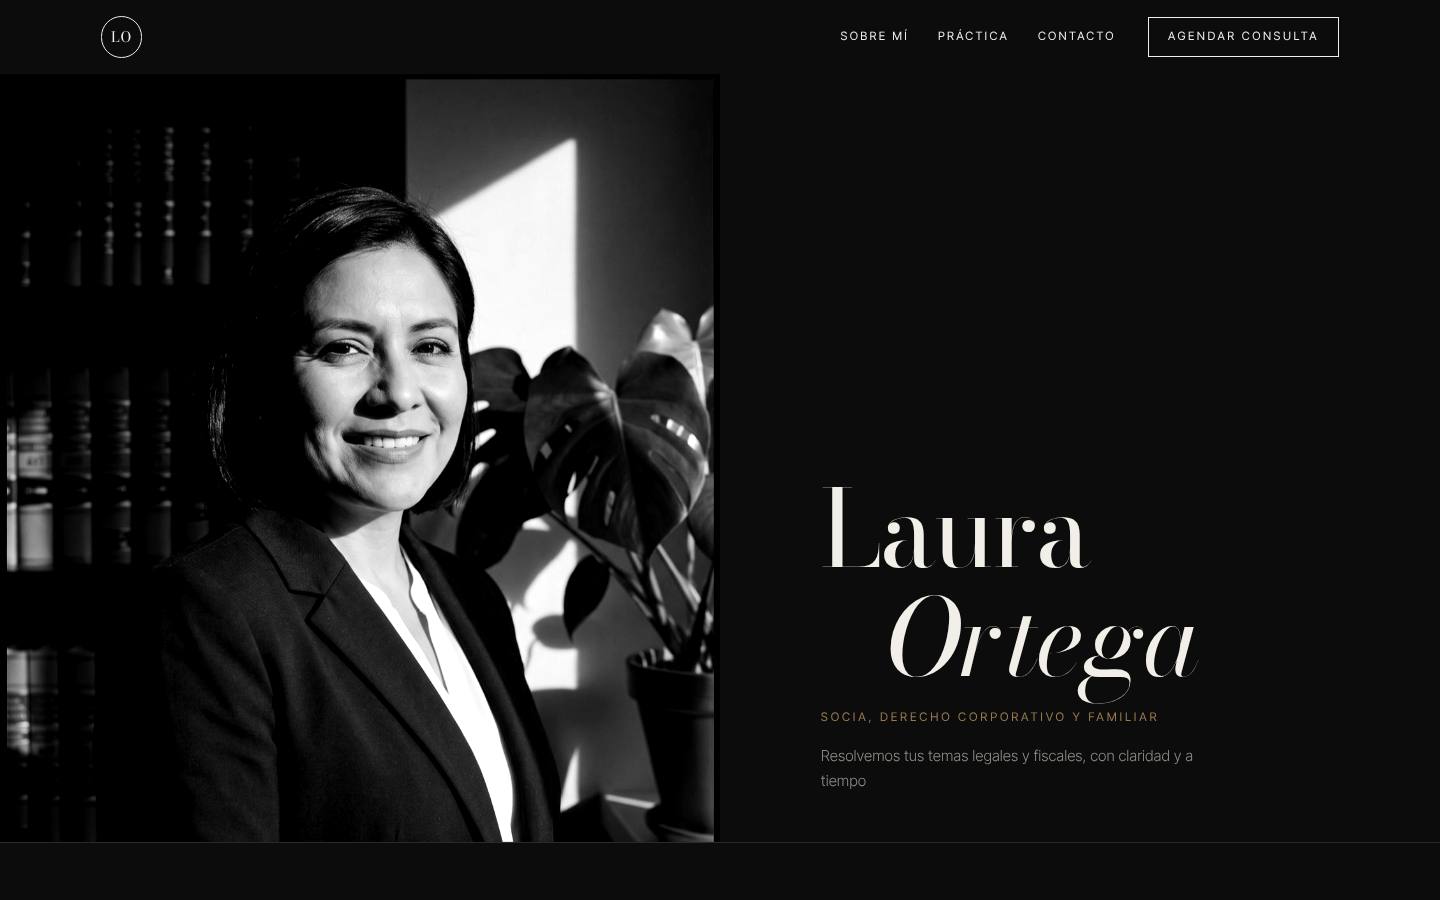 LO
SOBRE MÍ PRÁCTICA CONTACTO AGENDAR CONSULTA
Laura
Ortega
SOCIA, DERECHO CORPORATIVO Y FAMILIAR
Resolvemos tus temas legales y fiscales, con claridad y a
tiempo